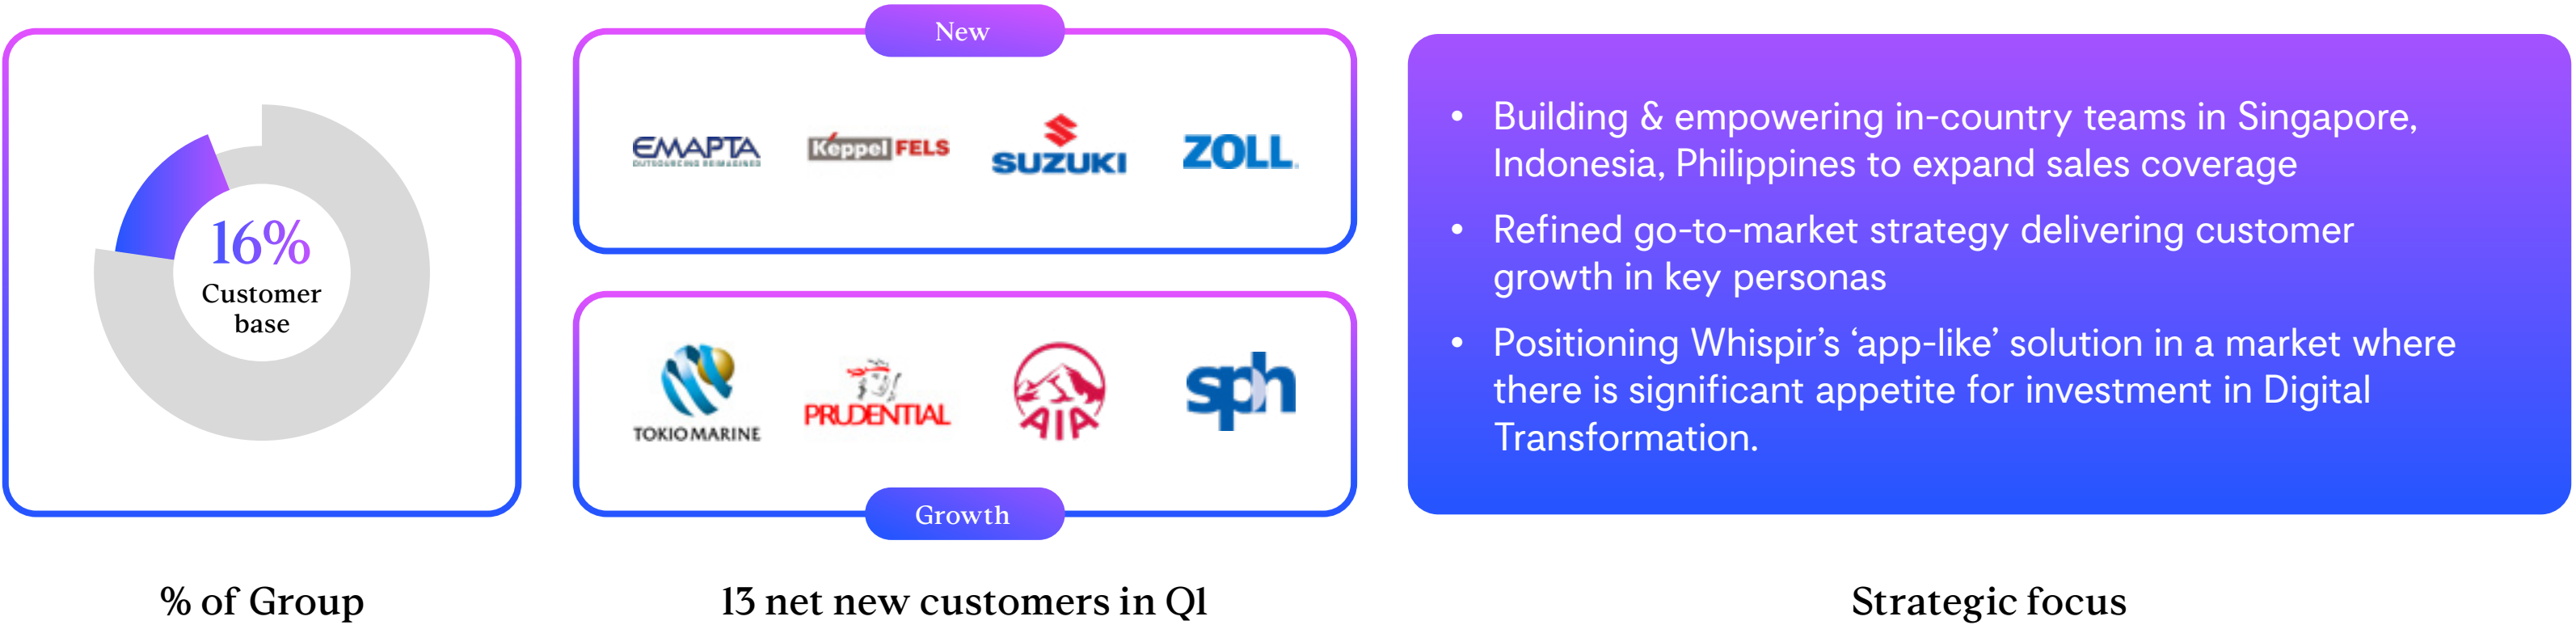 16%
Customer
base
% of Group
New
EMAPTA
OUTSOURCING REIMAGINED
Keppel FELS
SUZUKI
ZOLL
TOKIO MARINE
PRUDENTIAL
AIA
sph
Growth
13 net new customers in Q1
• Building & empowering in-country teams in Singapore,
Indonesia, Philippines to expand sales coverage
• Refined go-to-market strategy delivering customer
growth in key personas
• Positioning Whispir’s ‘app-like’ solution in a market where
there is significant appetite for investment in Digital
Transformation.
Strategic focus